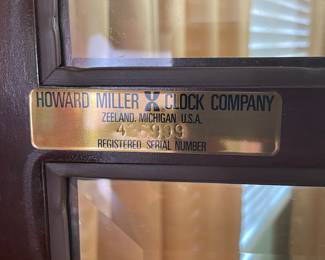 HOWARD MILLER CLOCK COMPANY
ZEELAND, MICHIGAN U.S.A.
REGISTERED SERIAL NUMBER